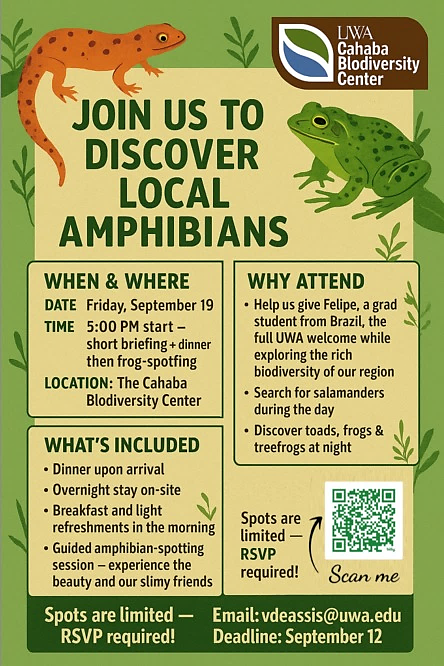 UWA
Cahaba
Biodiversity
Center
JOIN US TO
DISCOVER
LOCAL
AMPHIBIANS
WHEN & WHERE
DATE Friday, September 19
TIME 5:00 PM start –
short briefing + dinner
then frog-spotfing
LOCATION: The Cahaba
Biodiversity Center
WHY ATTEND
• Help us give Felipe, a grad
student from Brazil, the
full UWA welcome while
exploring the rich
biodiversity of our region
• Search for salamanders
during the day
• Discover toads, frogs &
treefrogs at night
WHAT'S INCLUDED
• Dinner upon arrival
• Overnight stay on-site
• Breakfast and light
refreshments in the morning
• Guided amphibian-spotting
session – experience the
beauty and our slimy friends
Spots are
limited —
RSVP
required!
Scan me
Spots are limited —
RSVP required!
Email: vdeassis@uwa.edu
Deadline: September 12